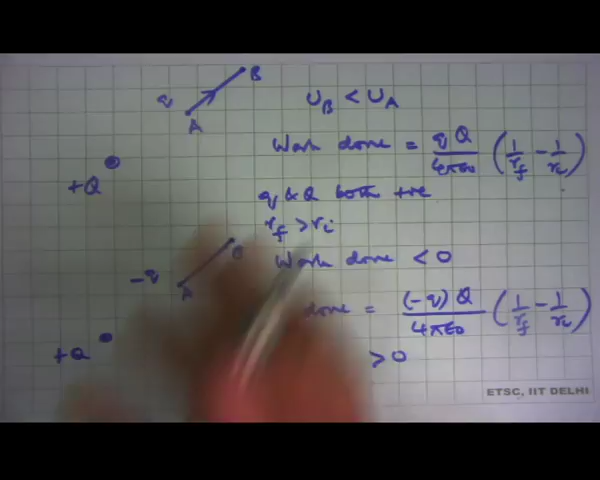 B
q
A
U_B < U_A
Work done = qQ/4πε₀ (1/r_f − 1/r_i)
+Q
q & Q both +ve
r_f > r_i
Work done < 0
−q
A
done = (−q)Q/4πε₀ (1/r_f − 1/r_i)
+Q
> 0
ETSC, IIT DELHI